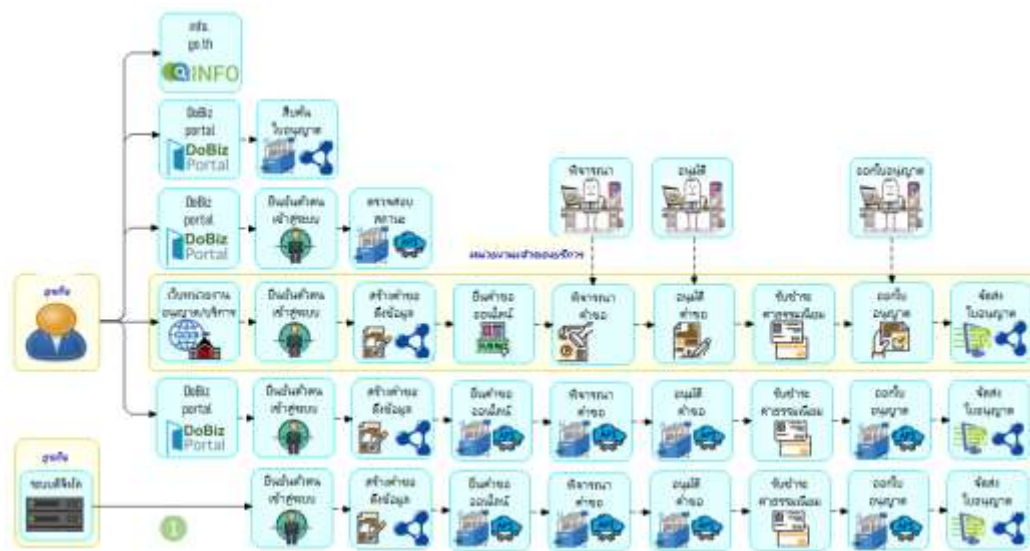 info.
go.th
INFO
DoBiz
portal
DoBiz
Portal
สืบค้น
ใบอนุญาต
DoBiz
portal
DoBiz
Portal
ยืนยันตัวตน
เข้าสู่ระบบ
ตรวจสอบ
สถานะ
พิจารณา
อนุมัติ
ออกใบอนุญาต
หน่วยงานเจ้าของบริการ
ธุรกิจ
เว็บหน่วยงาน
อนุญาต/บริการ
ยืนยันตัวตน
เข้าสู่ระบบ
สร้างคำขอ
ดึงข้อมูล
ยื่นคำขอ
ออนไลน์
พิจารณา
คำขอ
อนุมัติ
คำขอ
รับชำระ
ค่าธรรมเนียม
ออกใบ
อนุญาต
จัดส่ง
ใบอนุญาต
DoBiz
portal
DoBiz
Portal
ยืนยันตัวตน
เข้าสู่ระบบ
สร้างคำขอ
ดึงข้อมูล
ยื่นคำขอ
ออนไลน์
พิจารณา
คำขอ
อนุมัติ
คำขอ
รับชำระ
ค่าธรรมเนียม
ออกใบ
อนุญาต
จัดส่ง
ใบอนุญาต
ธุรกิจ
ระบบดิจิทัล
1
ยืนยันตัวตน
เข้าสู่ระบบ
สร้างคำขอ
ดึงข้อมูล
ยื่นคำขอ
ออนไลน์
พิจารณา
คำขอ
อนุมัติ
คำขอ
รับชำระ
ค่าธรรมเนียม
ออกใบ
อนุญาต
จัดส่ง
ใบอนุญาต